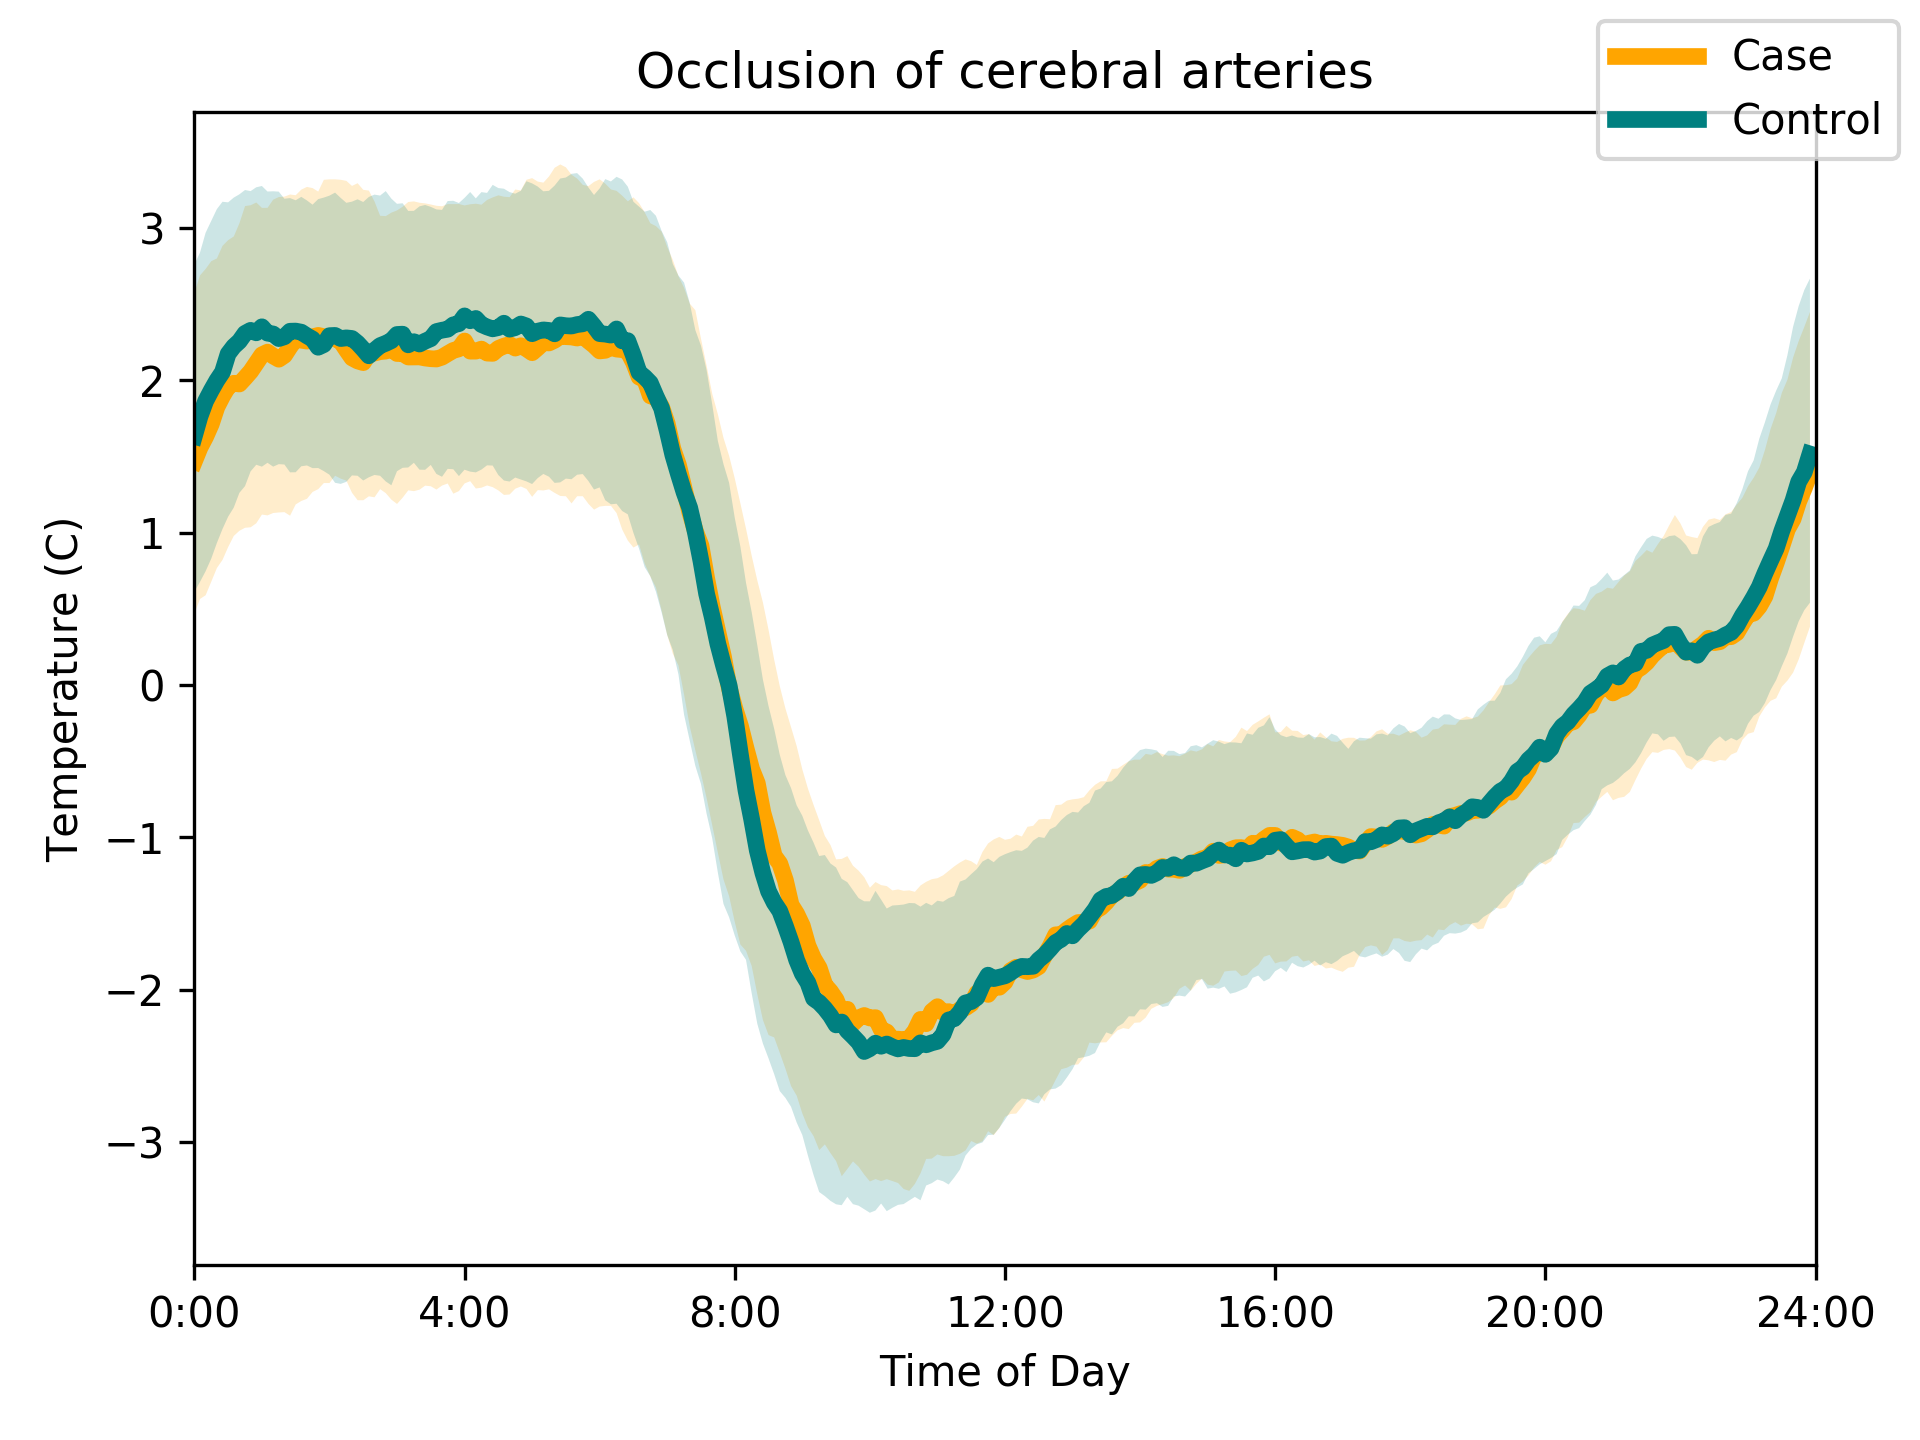 Occlusion of cerebral arteries
Case
Control
Temperature (C)
3
2
1
0
−1
−2
−3
0:00 4:00 8:00 12:00 16:00 20:00 24:00
Time of Day